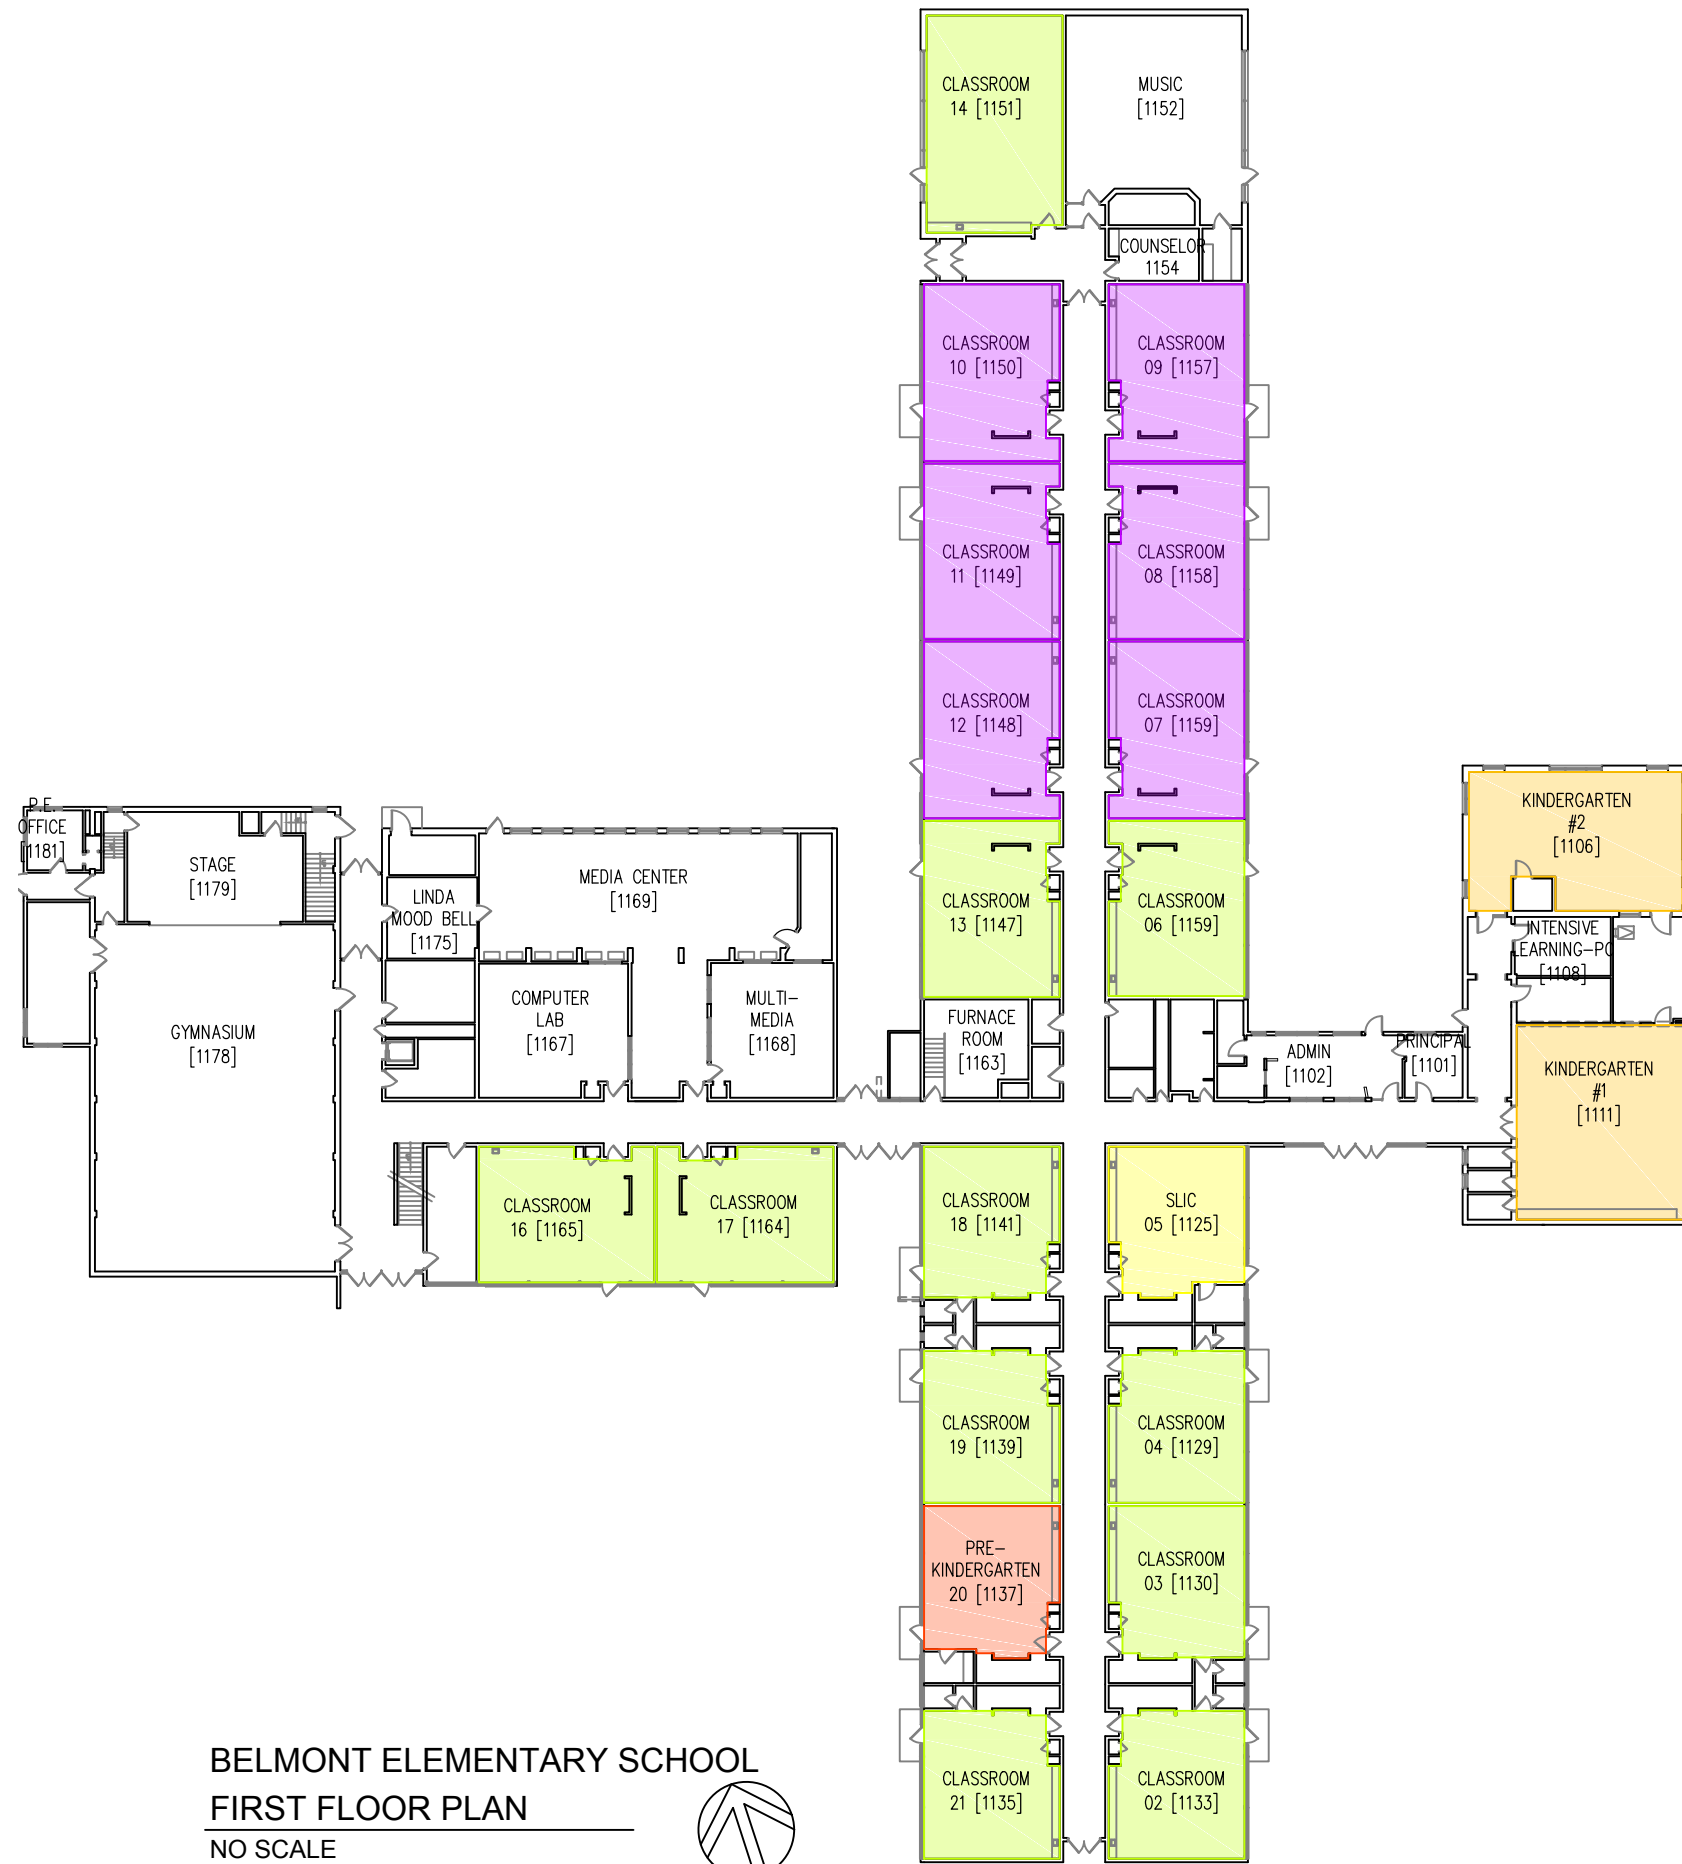 CLASSROOM
14 [1151]
MUSIC
[1152]
COUNSELOR
1154
CLASSROOM
10 [1150]
CLASSROOM
09 [1157]
CLASSROOM
11 [1149]
CLASSROOM
08 [1158]
CLASSROOM
12 [1148]
CLASSROOM
07 [1159]
P.E.
OFFICE
[1181]
STAGE
[1179]
LINDA
MOOD BELL
[1175]
MEDIA CENTER
[1169]
CLASSROOM
13 [1147]
CLASSROOM
06 [1159]
KINDERGARTEN
#2
[1106]
INTENSIVE
LEARNING-PC
[1108]
GYMNASIUM
[1178]
COMPUTER
LAB
[1167]
MULTI-
MEDIA
[1168]
FURNACE
ROOM
[1163]
ADMIN
[1102]
PRINCIPAL
[1101]
KINDERGARTEN
#1
[1111]
CLASSROOM
16 [1165]
CLASSROOM
17 [1164]
CLASSROOM
18 [1141]
SLIC
05 [1125]
CLASSROOM
19 [1139]
CLASSROOM
04 [1129]
PRE-
KINDERGARTEN
20 [1137]
CLASSROOM
03 [1130]
CLASSROOM
21 [1135]
CLASSROOM
02 [1133]
BELMONT ELEMENTARY SCHOOL
FIRST FLOOR PLAN
NO SCALE